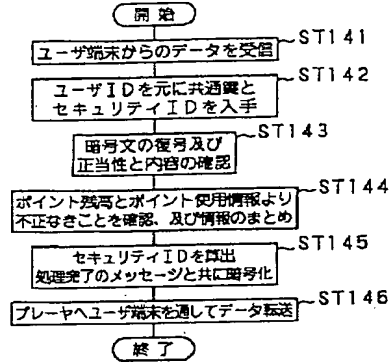 開始
ユーザ端末からのデータを受信
ST141
ユーザIDを元に共通鍵と
セキュリティIDを入手
ST142
暗号文の復号及び
正当性と内容の確認
ST143
ポイント残高とポイント使用情報より
不正なきことを確認、及び情報のまとめ
ST144
セキュリティIDを算出
処理完了のメッセージと共に暗号化
ST145
プレーヤへユーザ端末を通してデータ転送
ST146
終了